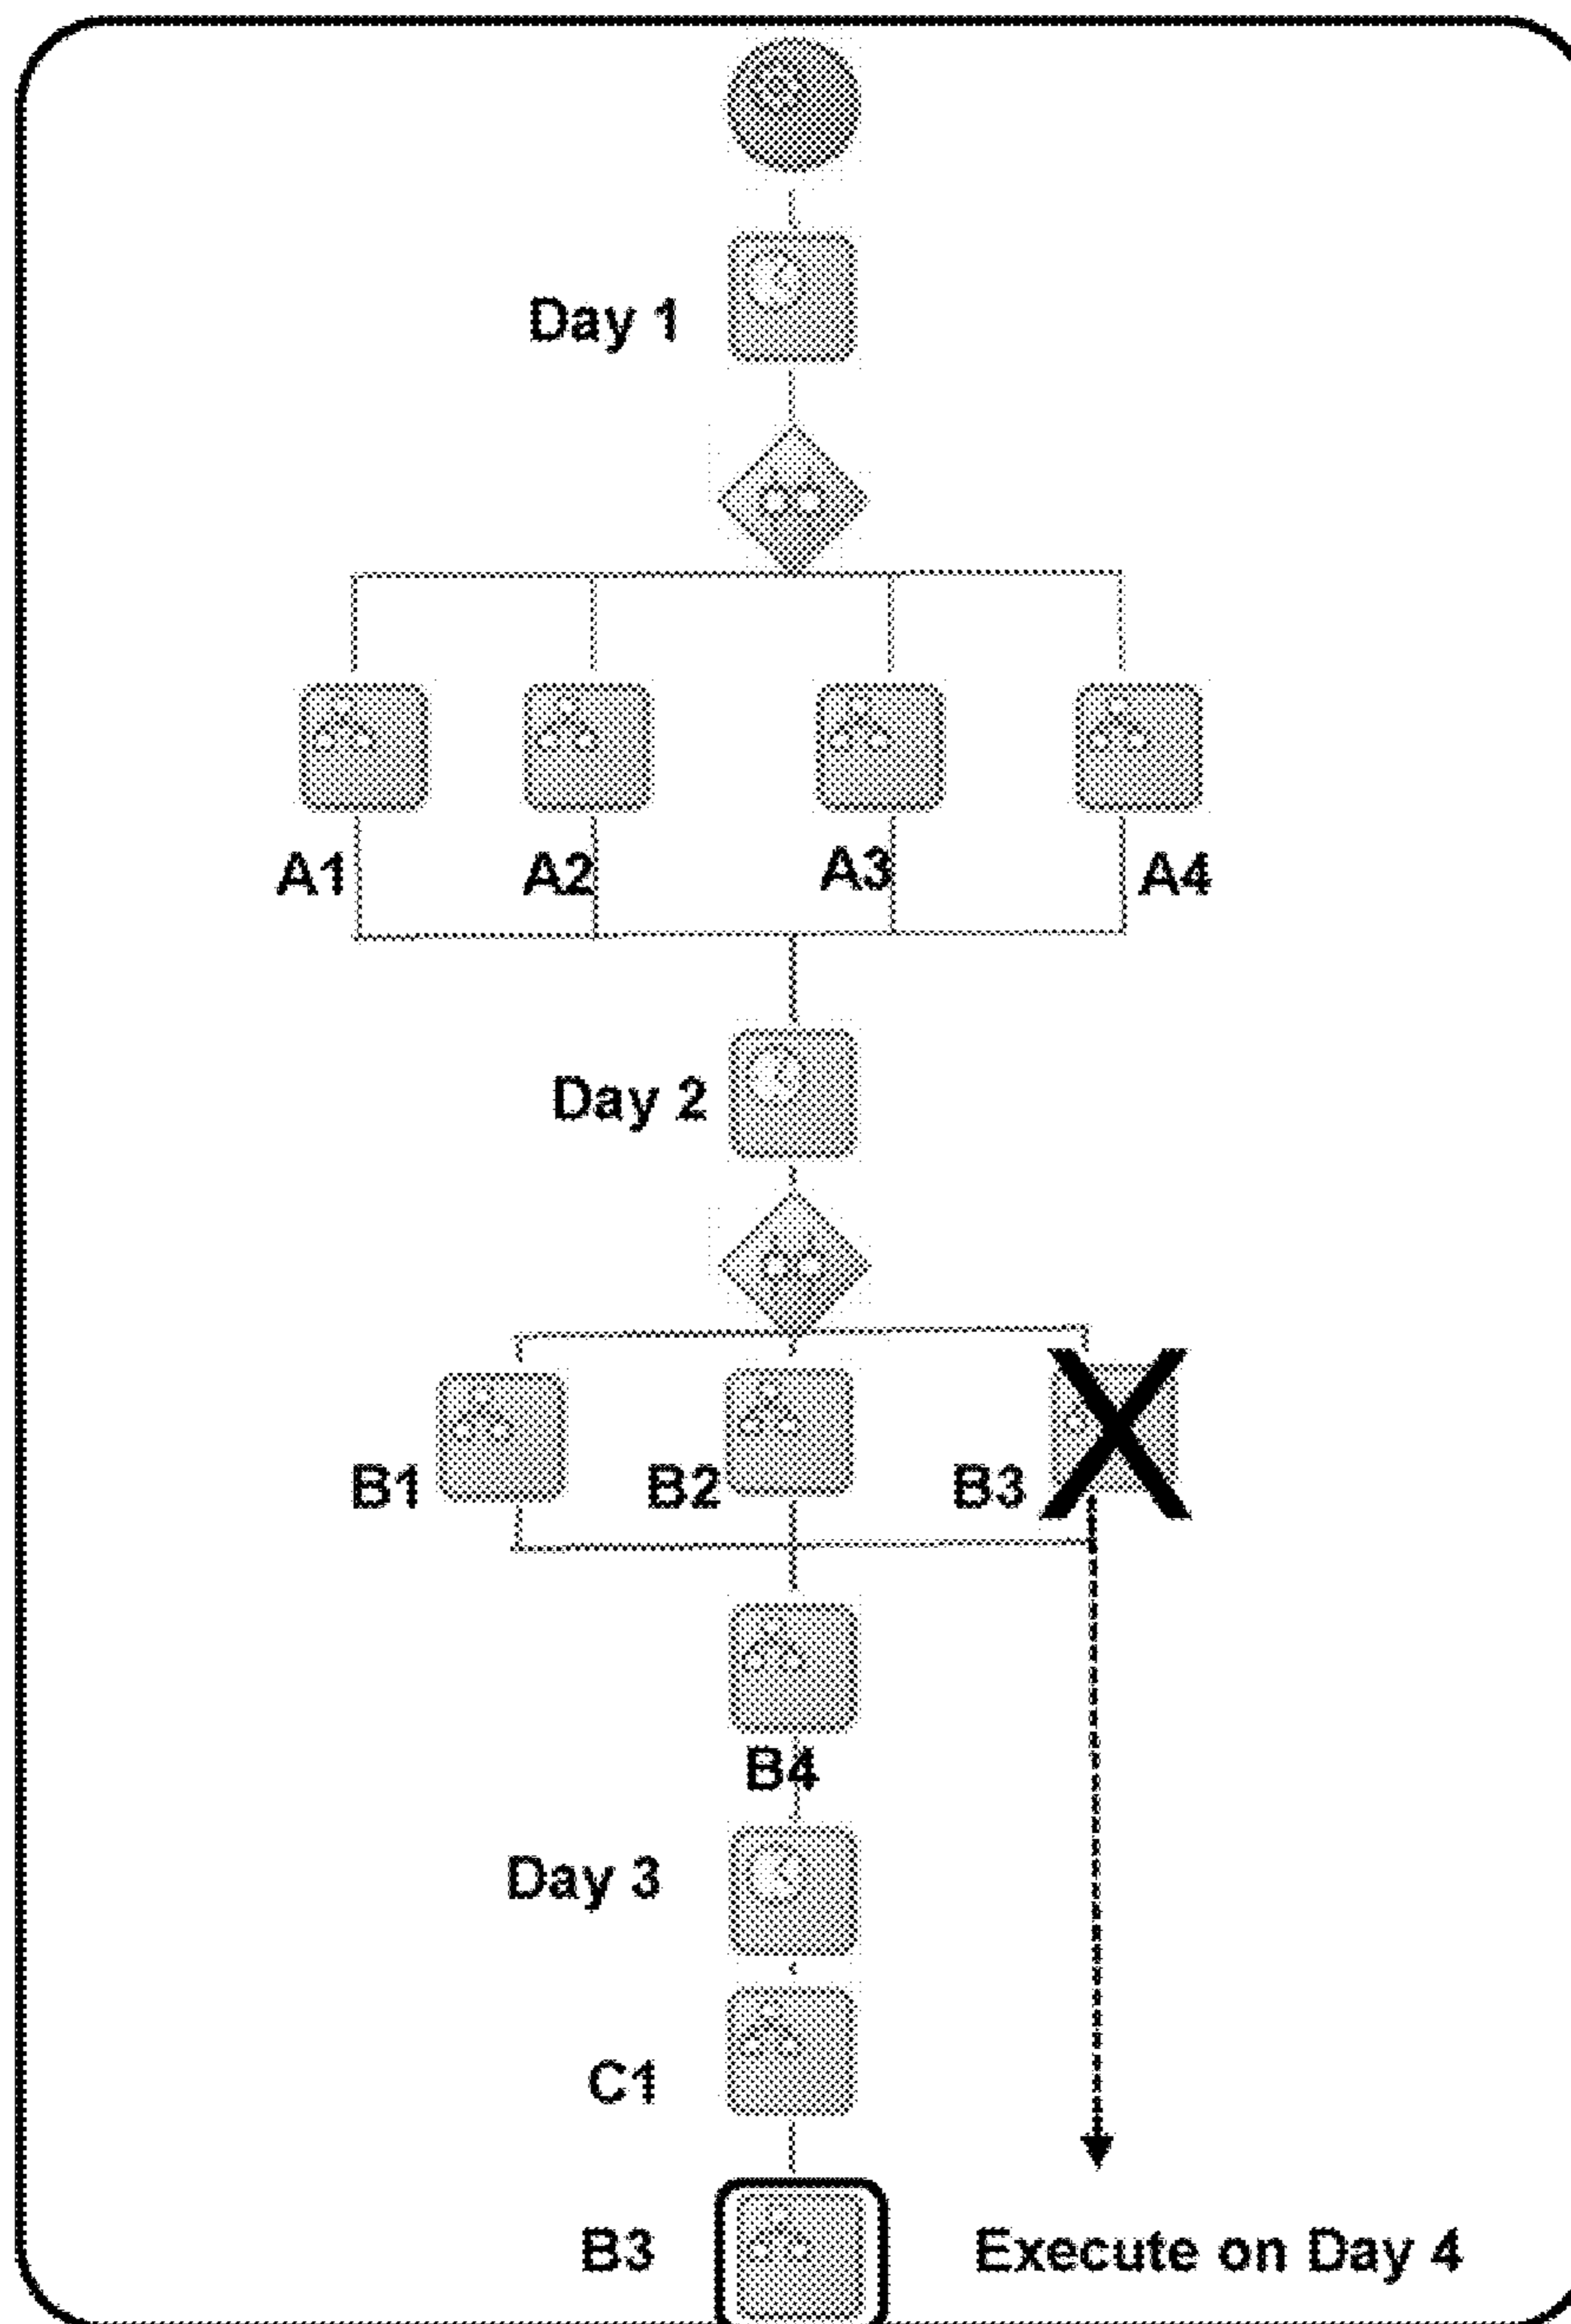 Day 1
A1 A2 A3 A4
Day 2
B1 B2 B3
B4
Day 3
C1
B3 Execute on Day 4